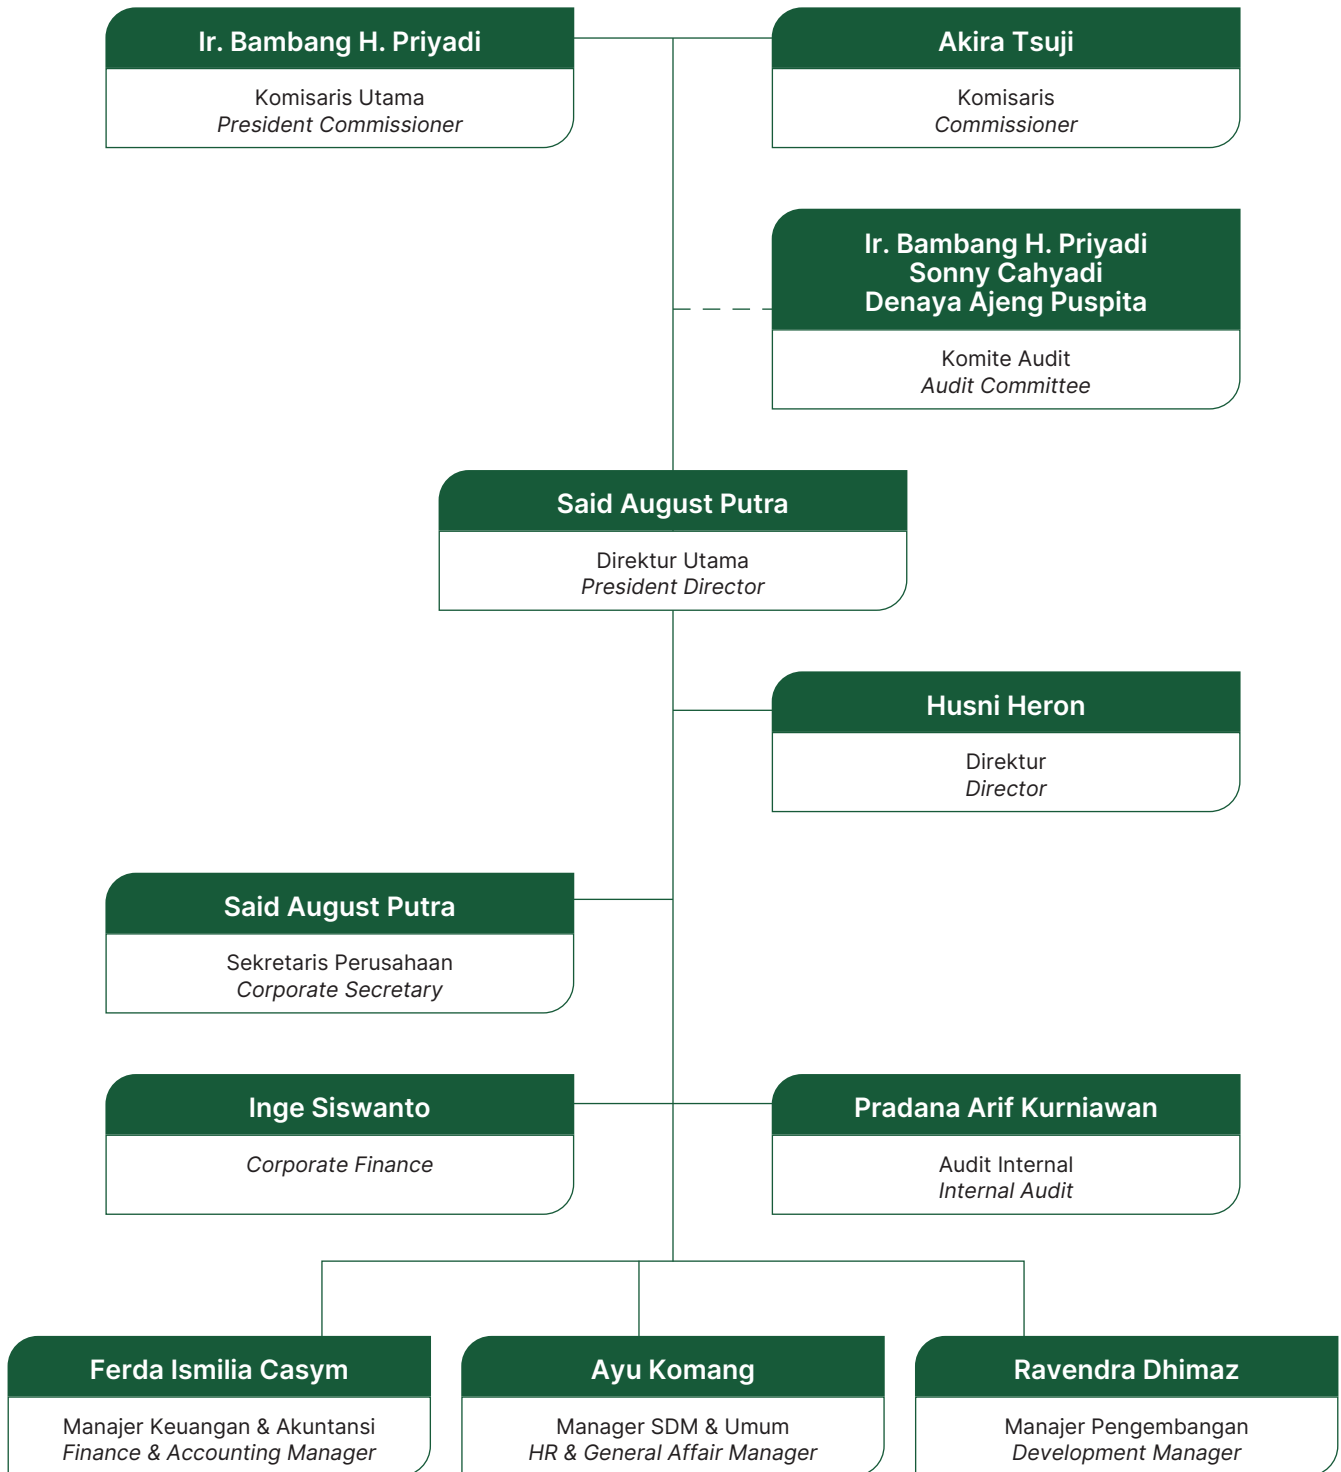 Ir. Bambang H. Priyadi
Komisaris Utama
President Commissioner
Akira Tsuji
Komisaris
Commissioner
Ir. Bambang H. Priyadi
Sonny Cahyadi
Denaya Ajeng Puspita
Komite Audit
Audit Committee
Said August Putra
Direktur Utama
President Director
Husni Heron
Direktur
Director
Said August Putra
Sekretaris Perusahaan
Corporate Secretary
Inge Siswanto
Corporate Finance
Pradana Arif Kurniawan
Audit Internal
Internal Audit
Ferda Ismilia Casym
Manajer Keuangan & Akuntansi
Finance & Accounting Manager
Ayu Komang
Manager SDM & Umum
HR & General Affair Manager
Ravendra Dhimaz
Manajer Pengembangan
Development Manager